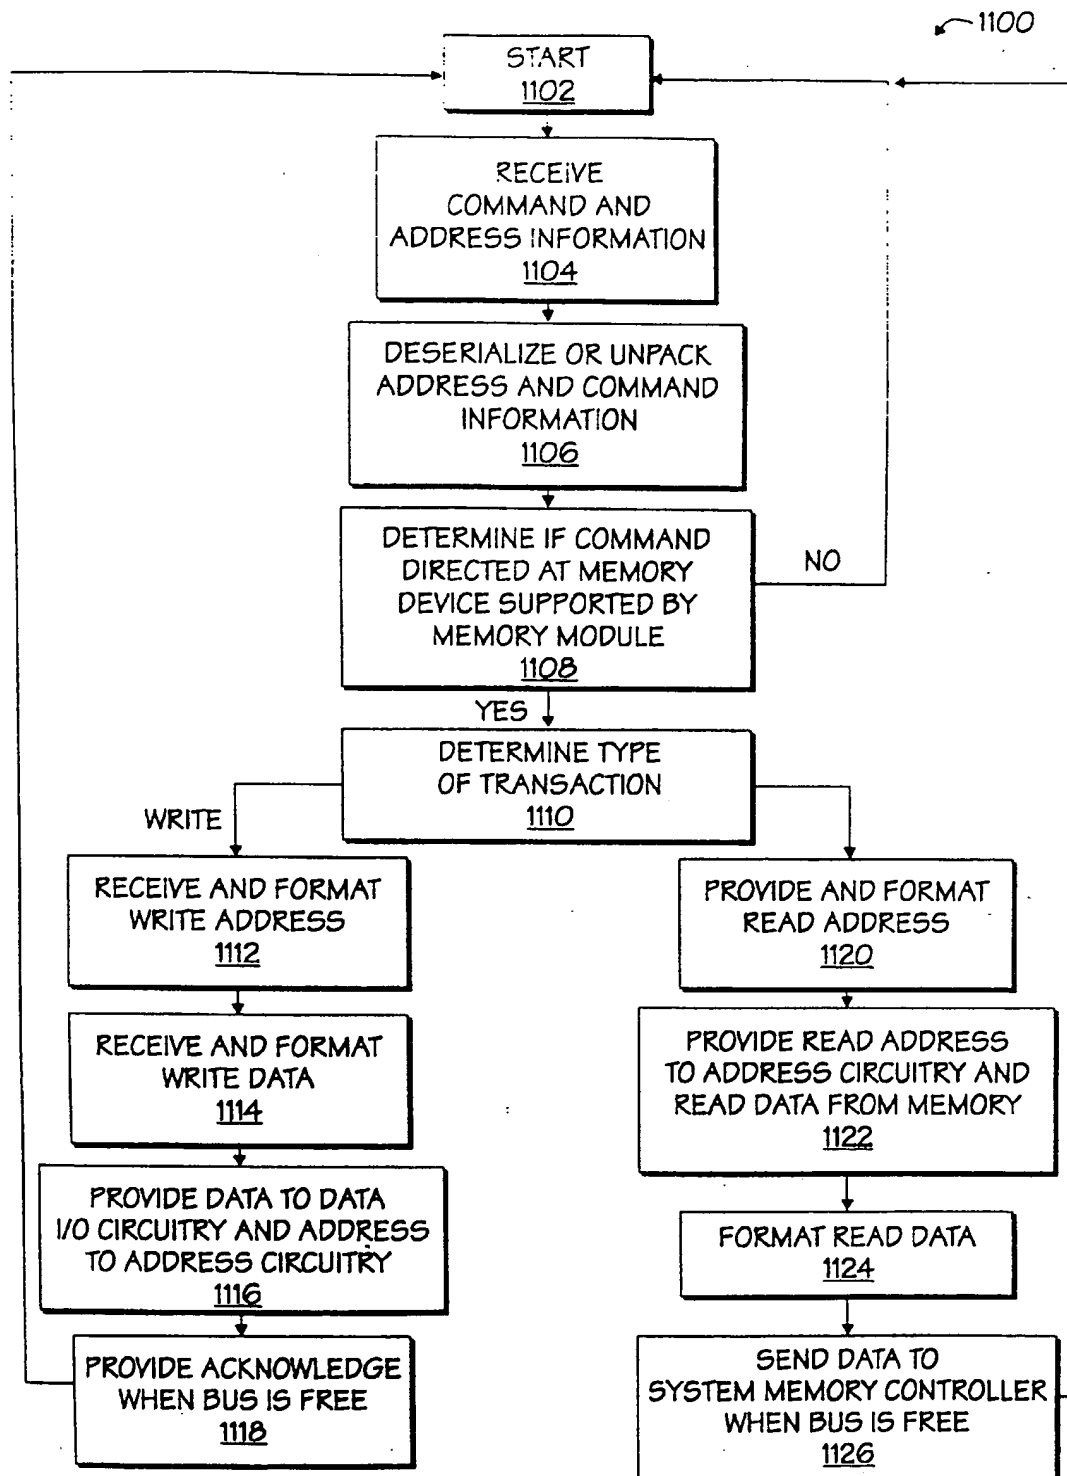 1100
START
1102
RECEIVE
COMMAND AND
ADDRESS INFORMATION
1104
DESERIALIZE OR UNPACK
ADDRESS AND COMMAND
INFORMATION
1106
DETERMINE IF COMMAND
DIRECTED AT MEMORY
DEVICE SUPPORTED BY
MEMORY MODULE
1108
NO
YES
DETERMINE TYPE
OF TRANSACTION
1110
WRITE
RECEIVE AND FORMAT
WRITE ADDRESS
1112
RECEIVE AND FORMAT
WRITE DATA
1114
PROVIDE DATA TO DATA
I/O CIRCUITRY AND ADDRESS
TO ADDRESS CIRCUITRY
1116
PROVIDE ACKNOWLEDGE
WHEN BUS IS FREE
1118
PROVIDE AND FORMAT
READ ADDRESS
1120
PROVIDE READ ADDRESS
TO ADDRESS CIRCUITRY AND
READ DATA FROM MEMORY
1122
FORMAT READ DATA
1124
SEND DATA TO
SYSTEM MEMORY CONTROLLER
WHEN BUS IS FREE
1126